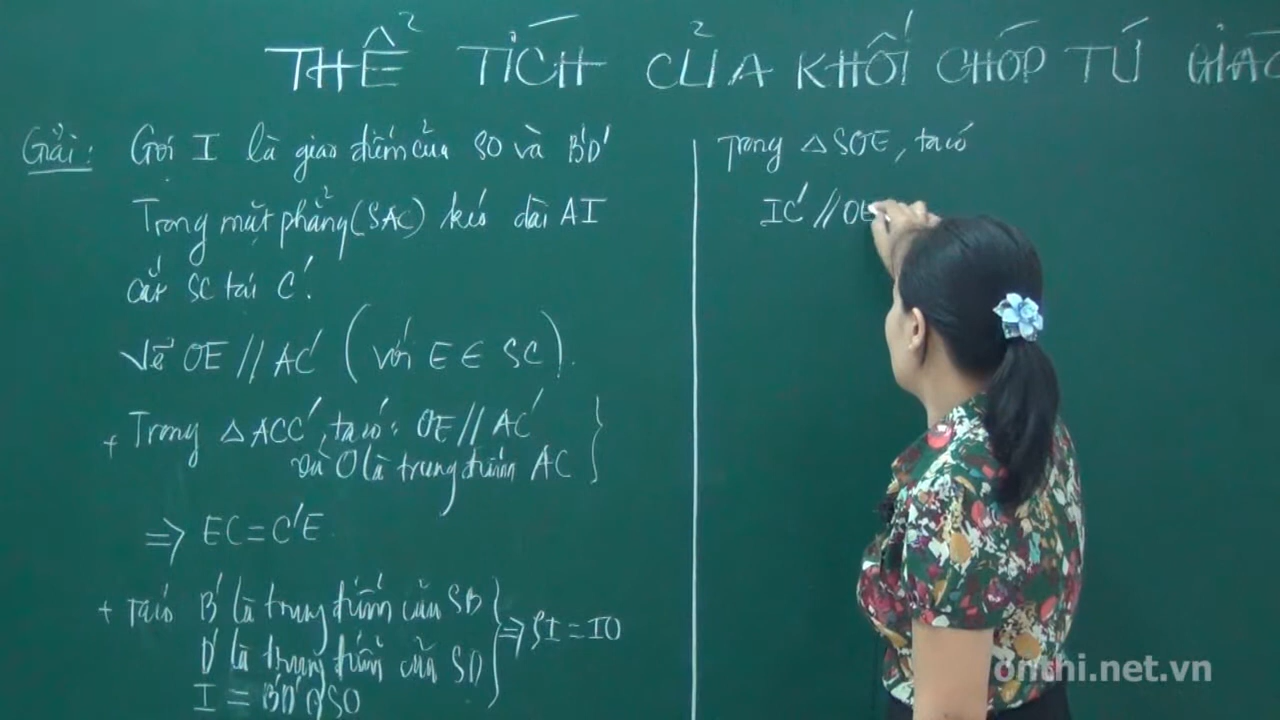 THỂ TÍCH CỦA KHỐI CHÓP TỨ GIÁC
Giải: Gọi I là giao điểm của SO và B'D'
Trong mặt phẳng (SAC) kéo dài AI
cắt SC tại C'.
Vẽ OE // AC' (với E ∈ SC).
+ Trong △ACC', ta có: OE // AC'
và O là trung điểm AC
=> EC = C'E
+ Ta có B' là trung điểm của SB
D' là trung điểm của SD
I = B'D' ∩ SO
=> SI = IO
Trong △SOE, ta có
IC' // OE
onthi.net.vn